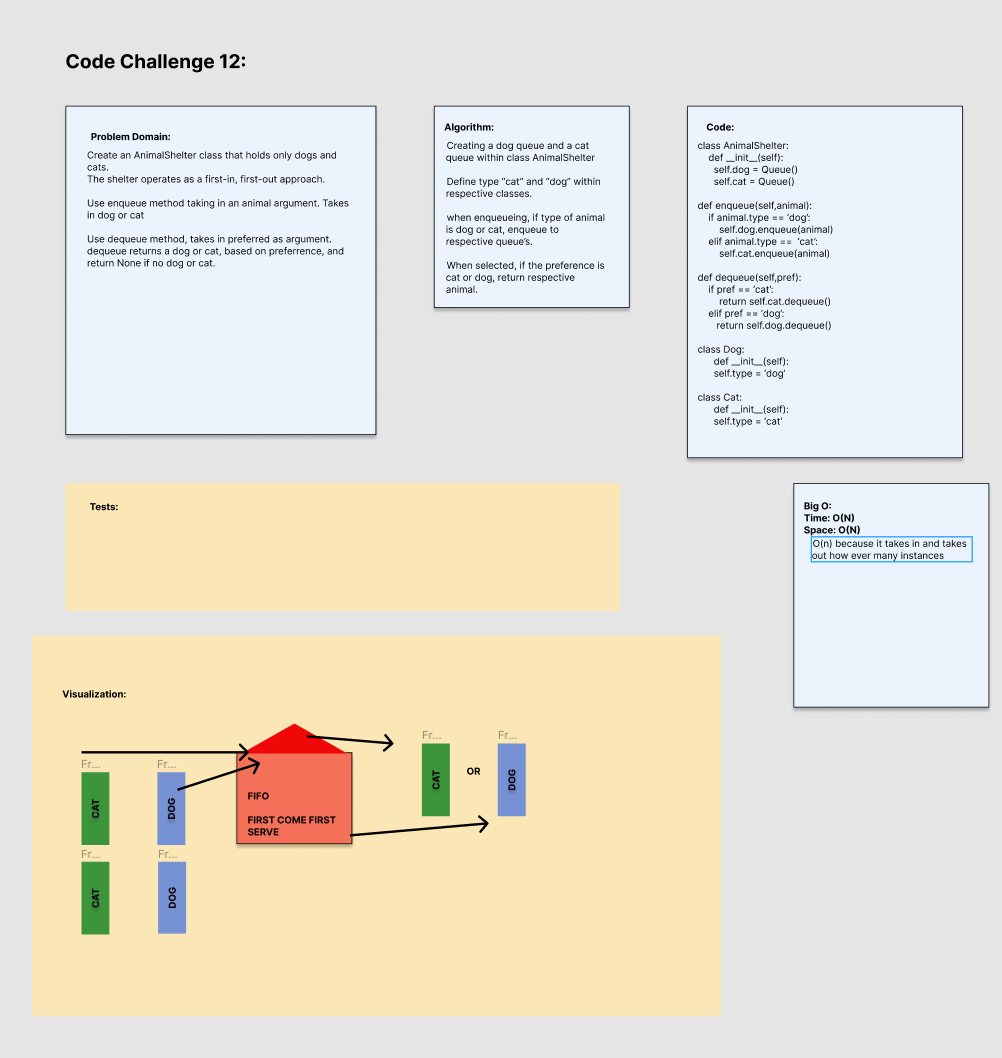 Code Challenge 12:
Problem Domain:
Create an AnimalShelter class that holds only dogs and
cats.
The shelter operates as a first-in, first-out approach.
Use enqueue method taking in an animal argument. Takes
in dog or cat
Use dequeue method, takes in preferred as argument.
dequeue returns a dog or cat, based on preferrence, and
return None if no dog or cat.
Algorithm:
Creating a dog queue and a cat
queue within class AnimalShelter
Define type “cat” and “dog” within
respective classes.
when enqueueing, if type of animal
is dog or cat, enqueue to
respective queue’s.
When selected, if the preference is
cat or dog, return respective
animal.
Code:
class AnimalShelter:
def __init__(self):
self.dog = Queue()
self.cat = Queue()
def enqueue(self,animal):
if animal.type == ‘dog’:
self.dog.enqueue(animal)
elif animal.type == ‘cat’:
self.cat.enqueue(animal)
def dequeue(self,pref):
if pref == ‘cat’:
return self.cat.dequeue()
elif pref == ‘dog’:
return self.dog.dequeue()
class Dog:
def __init__(self):
self.type = ‘dog’
class Cat:
def __init__(self):
self.type = ‘cat’
Tests:
Big O:
Time: O(N)
Space: O(N)
O(n) because it takes in and takes
out how ever many instances
Visualization:
Fr...
Fr...
CAT
DOG
Fr...
Fr...
CAT
DOG
FIFO
FIRST COME FIRST
SERVE
Fr...
Fr...
CAT
OR
DOG